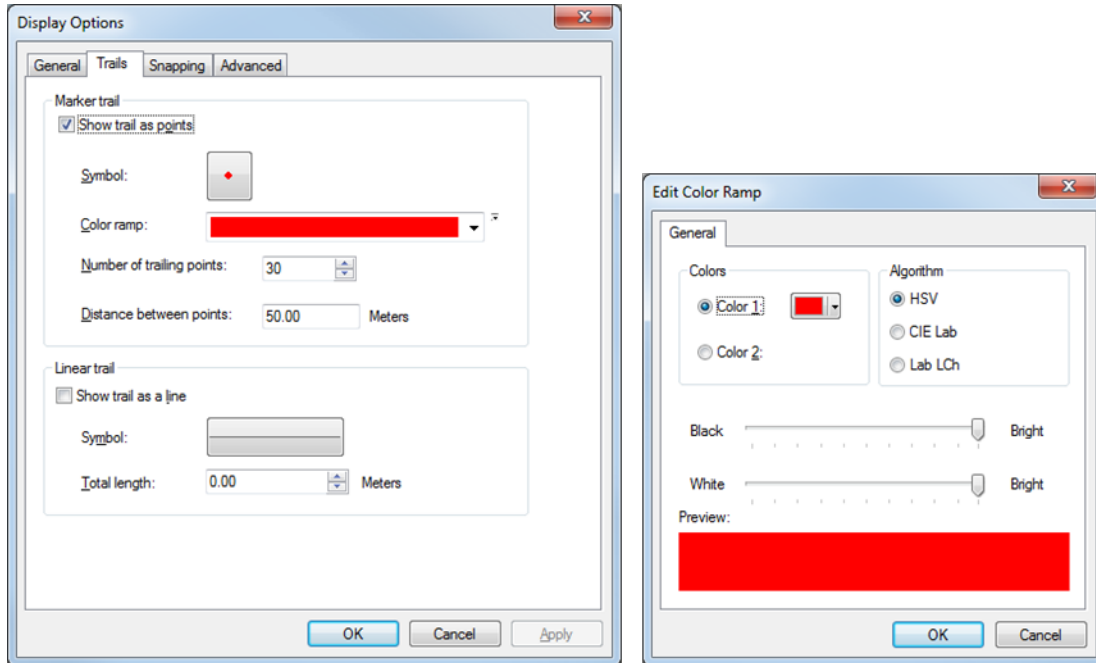 Display Options
General Trails Snapping Advanced
Marker trail
Show trail as points
Symbol:
Color ramp:
Number of trailing points: 30
Distance between points: 50.00 Meters
Linear trail
Show trail as a line
Symbol:
Total length: 0.00 Meters
OK Cancel Apply
Edit Color Ramp
General
Colors
Color 1:
Color 2:
Algorithm
HSV
CIE Lab
Lab LCh
Black Bright
White Bright
Preview:
OK Cancel